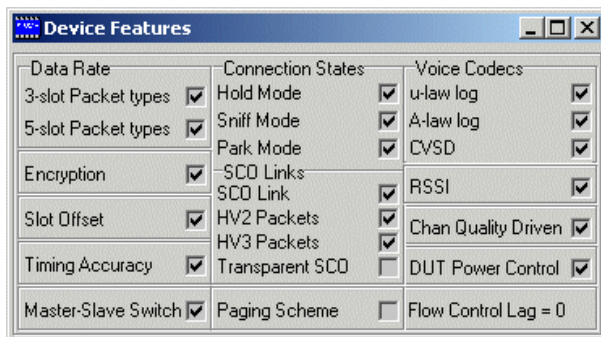 Device Features
Data Rate
3-slot Packet types
5-slot Packet types
Encryption
Slot Offset
Timing Accuracy
Master-Slave Switch
Connection States
Hold Mode
Sniff Mode
Park Mode
SCO Links
SCO Link
HV2 Packets
HV3 Packets
Transparent SCO
Paging Scheme
Voice Codecs
u-law log
A-law log
CVSD
RSSI
Chan Quality Driven
DUT Power Control
Flow Control Lag = 0